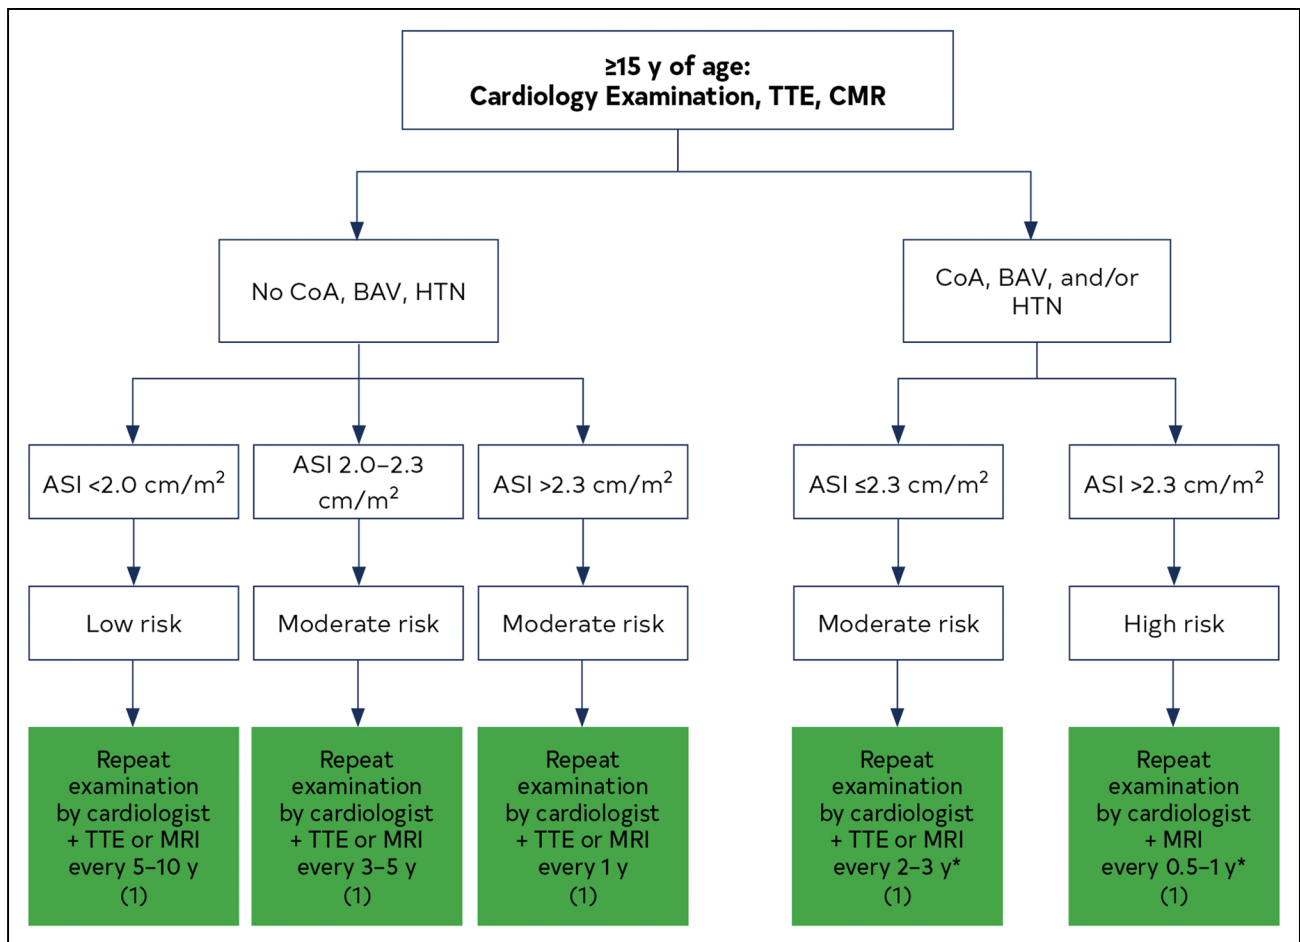 ≥15 y of age:
Cardiology Examination, TTE, CMR
No CoA, BAV, HTN
CoA, BAV, and/or
HTN
ASI <2.0 cm/m²
ASI 2.0–2.3
cm/m²
ASI >2.3 cm/m²
ASI ≤2.3 cm/m²
ASI >2.3 cm/m²
Low risk
Moderate risk
Moderate risk
Moderate risk
High risk
Repeat
examination
by cardiologist
+ TTE or MRI
every 5–10 y
(1)
Repeat
examination
by cardiologist
+ TTE or MRI
every 3–5 y
(1)
Repeat
examination
by cardiologist
+ TTE or MRI
every 1 y
(1)
Repeat
examination
by cardiologist
+ TTE or MRI
every 2–3 y*
(1)
Repeat
examination
by cardiologist
+ MRI
every 0.5–1 y*
(1)